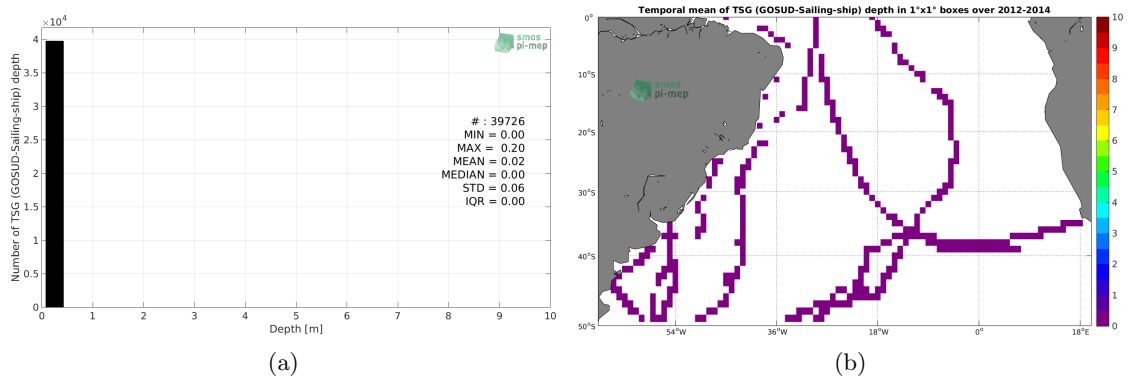 ×10⁴
4
3.5
3
2.5
2
1.5
1
0.5
0
Number of TSG (GOSUD-Sailing-ship) depth
smos
pi-mep
# : 39726
MIN = 0.00
MAX = 0.20
MEAN = 0.02
MEDIAN = 0.00
STD = 0.06
IQR = 0.00
0 1 2 3 4 5 6 7 8 9 10
Depth [m]
(a)
Temporal mean of TSG (GOSUD-Sailing-ship) depth in 1°x1° boxes over 2012-2014
0°
10°S
20°S
30°S
40°S
50°S
smos
pi-mep
54°W 36°W 18°W 0° 18°E
10
9
8
7
6
5
4
3
2
1
0
(b)